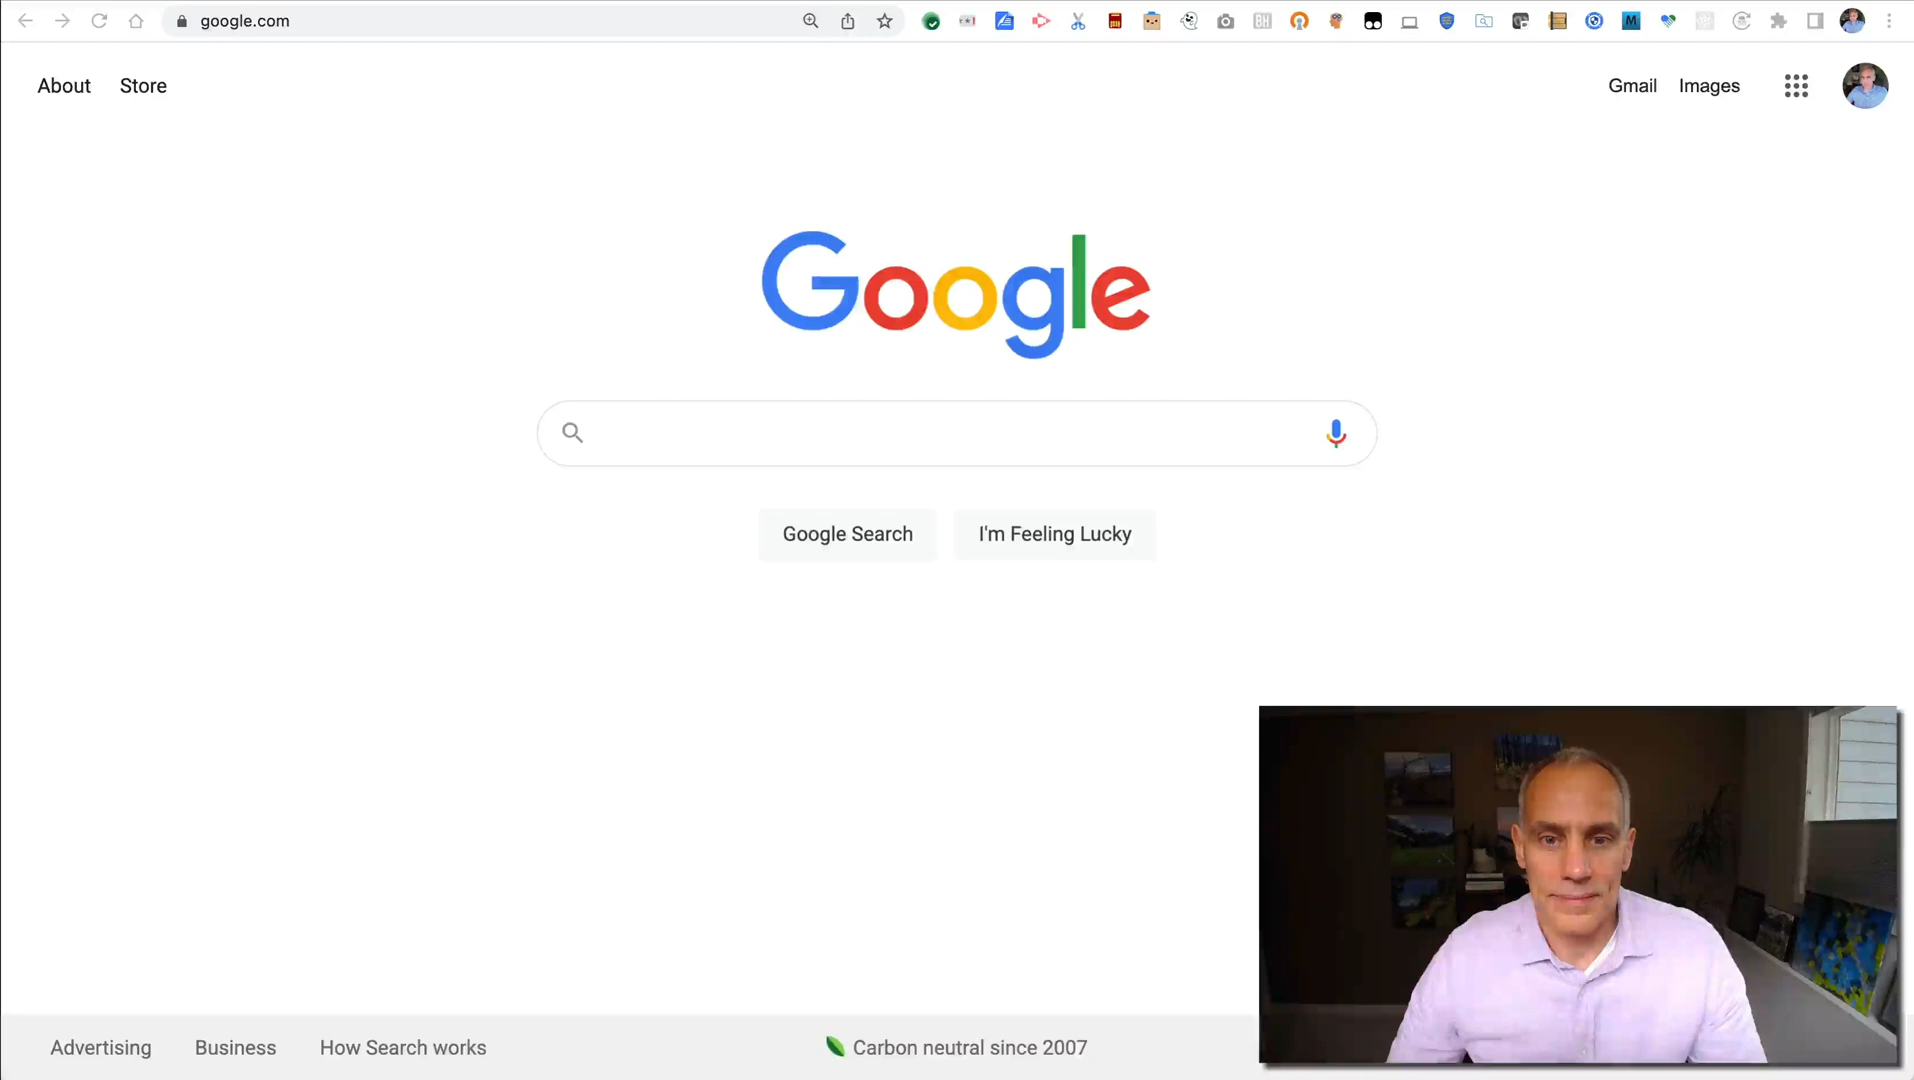 google.com
About Store
Gmail Images
Google
Google Search
I'm Feeling Lucky
Advertising Business How Search works
Carbon neutral since 2007